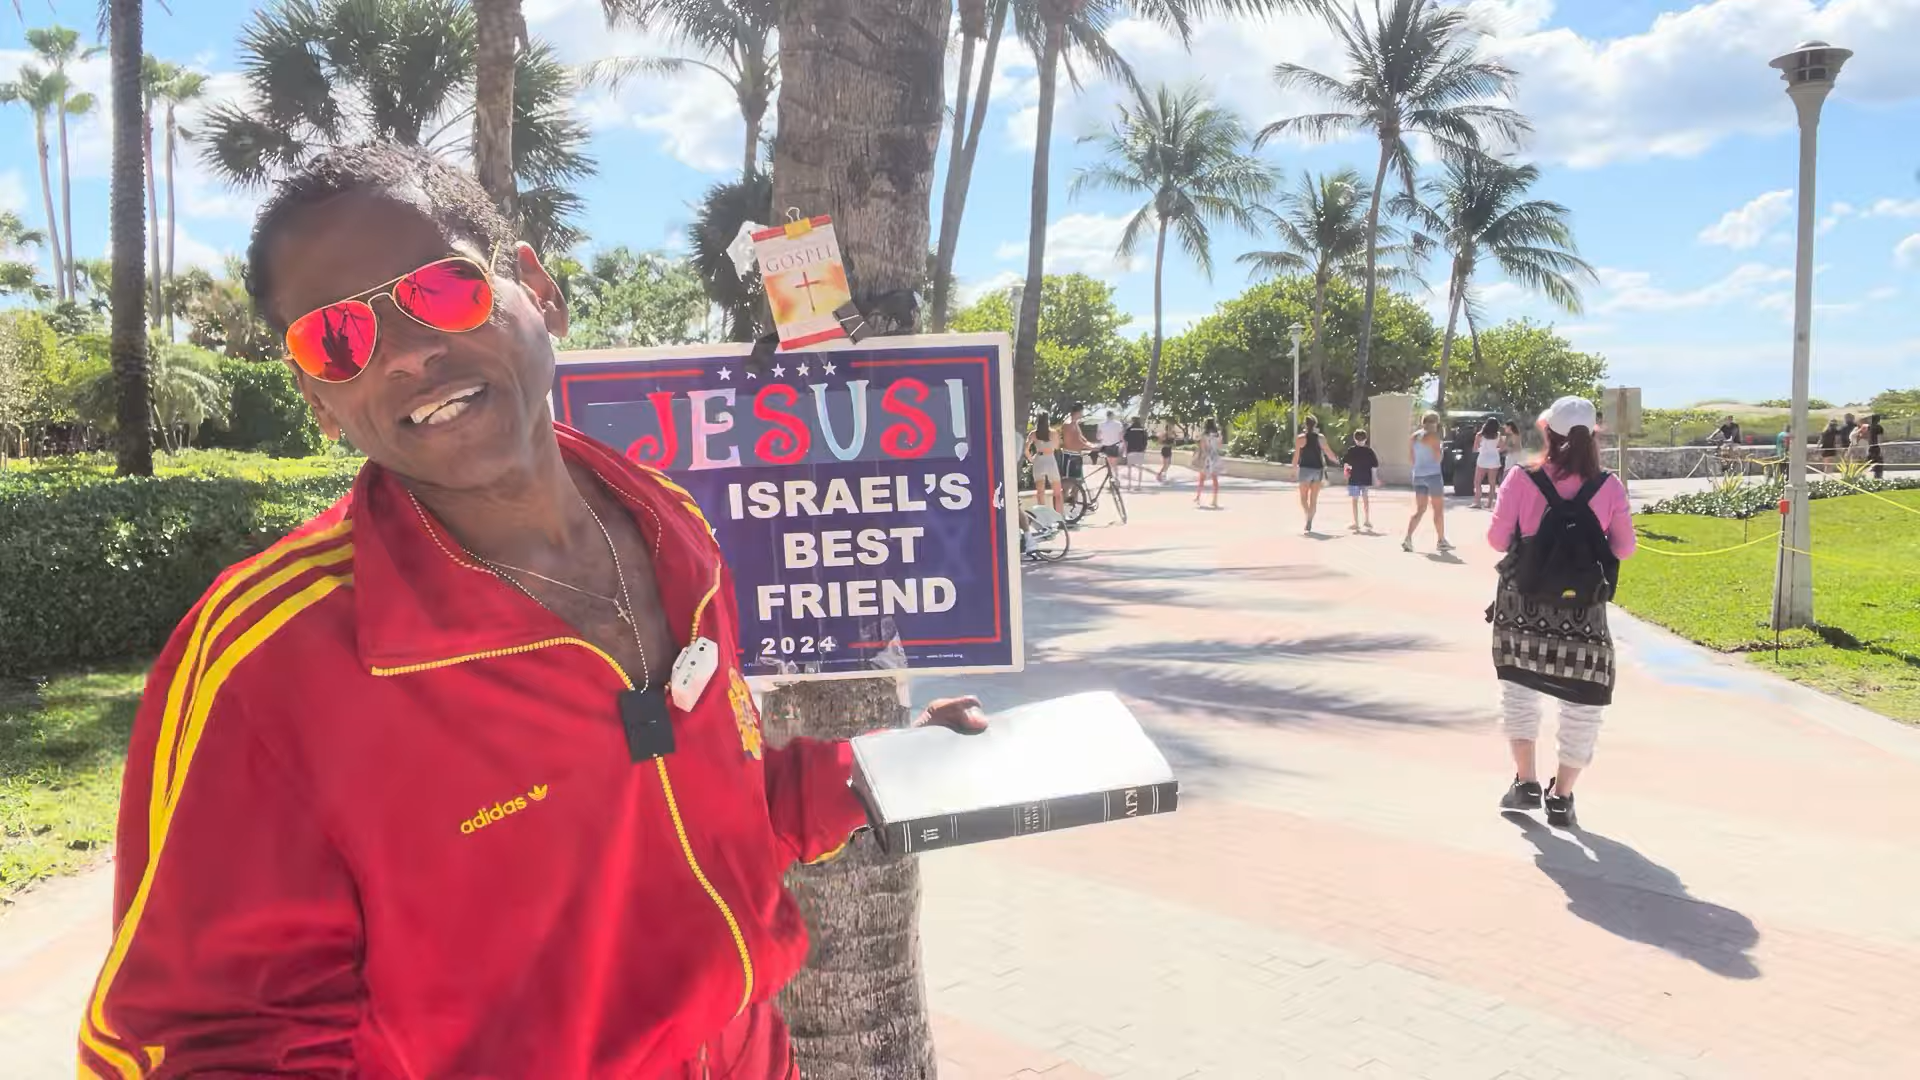 GOSPEL
JESUS!
ISRAEL'S
BEST
FRIEND
2024
adidas
KJV